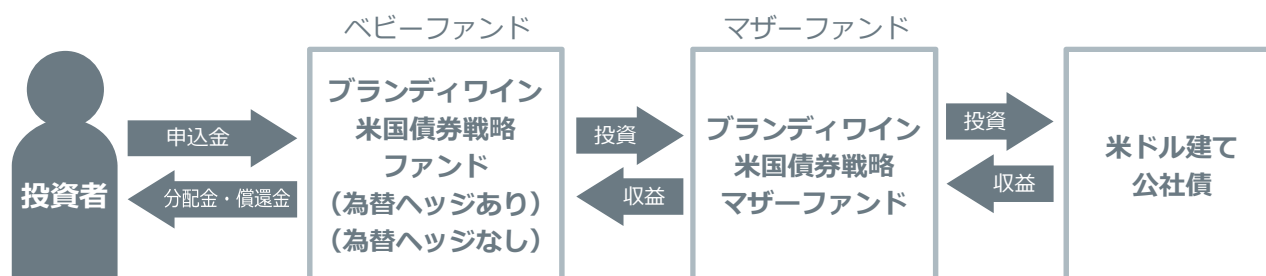 ベビーファンド
マザーファンド
投資者
申込金
分配金・償還金
ブランディワイン
米国債券戦略
ファンド
（為替ヘッジあり）
（為替ヘッジなし）
投資
収益
ブランディワイン
米国債券戦略
マザーファンド
投資
収益
米ドル建て
公社債